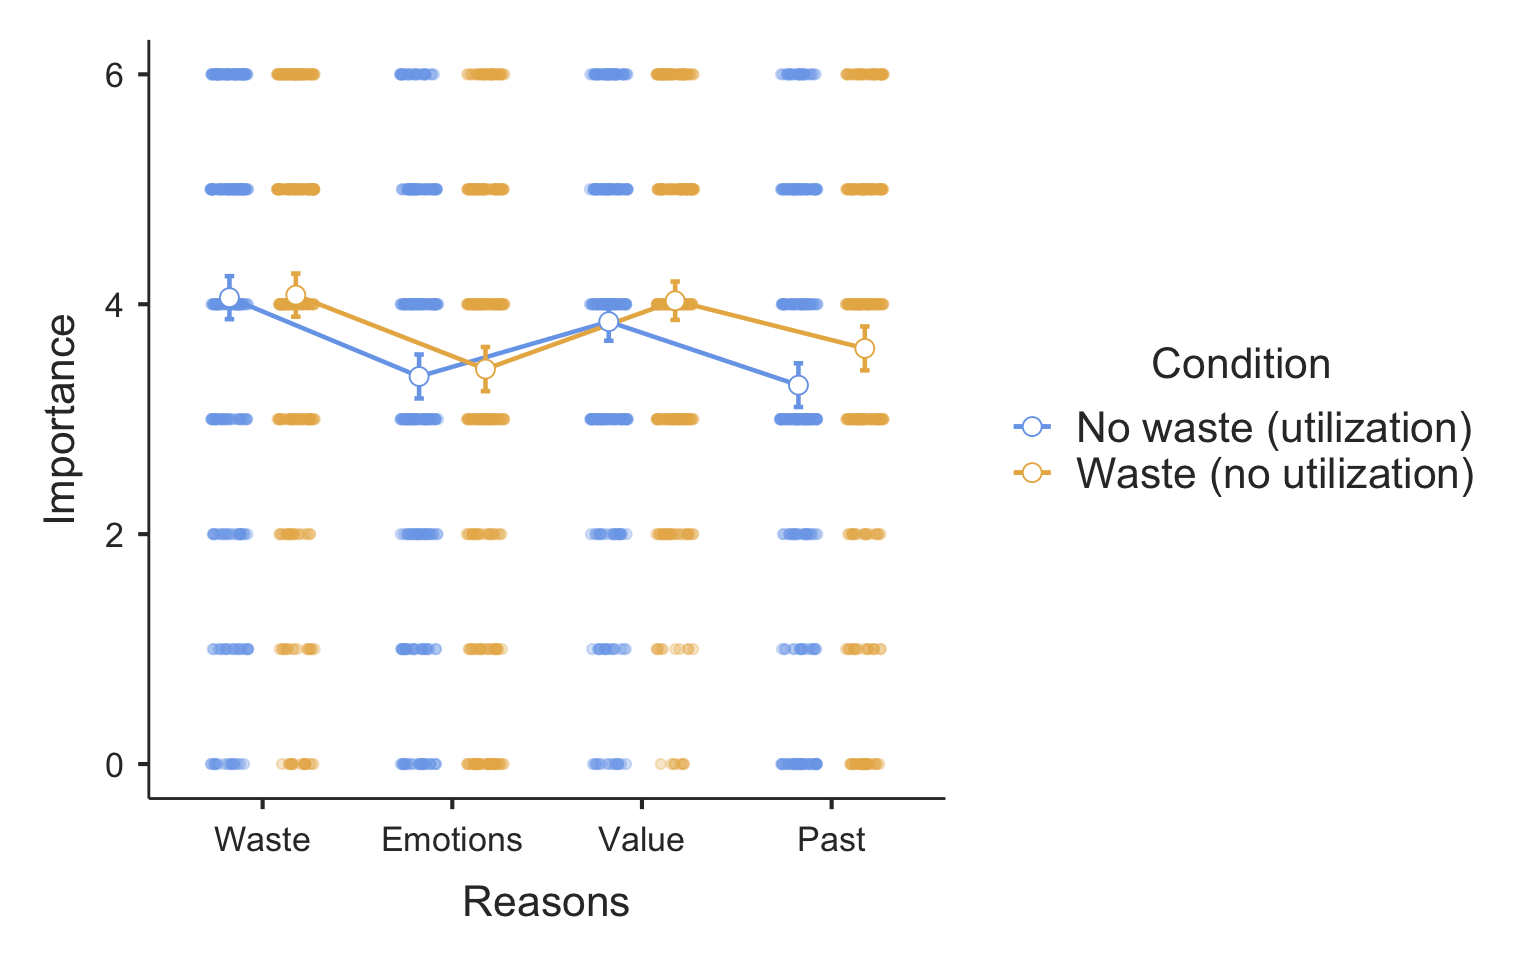 6
4
2
0
Importance
Waste
Emotions
Value
Past
Reasons
Condition
No waste (utilization)
Waste (no utilization)